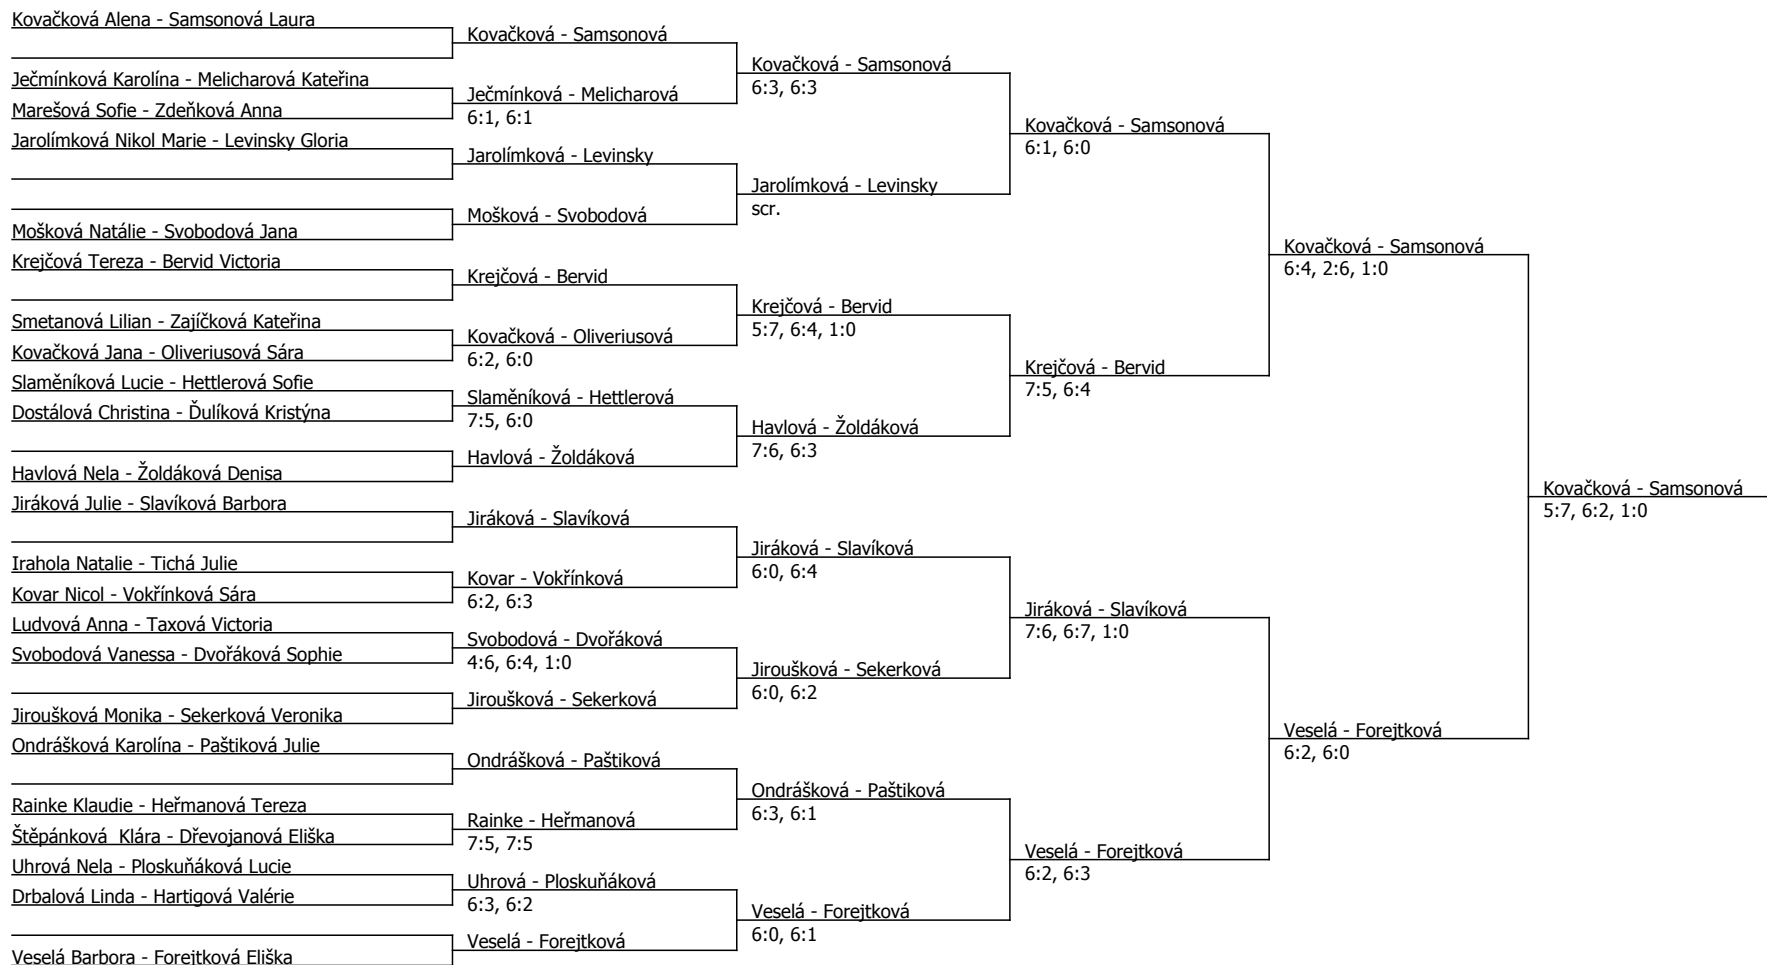 Kovačková Alena - Samsonová Laura
Ječmínková Karolína - Melicharová Kateřina
Marešová Sofie - Zdeňková Anna
Jarolímková Nikol Marie - Levinsky Gloria
Mošková Natálie - Svobodová Jana
Krejčová Tereza - Bervid Victoria
Smetanová Lilian - Zajíčková Kateřina
Kovačková Jana - Oliveriusová Sára
Slaměníková Lucie - Hettlerová Sofie
Dostálová Christina - Ďulíková Kristýna
Havlová Nela - Žoldáková Denisa
Jiráková Julie - Slavíková Barbora
Irahola Natalie - Tichá Julie
Kovar Nicol - Vokřínková Sára
Ludvová Anna - Taxová Victoria
Svobodová Vanessa - Dvořáková Sophie
Jiroušková Monika - Sekerková Veronika
Ondrášková Karolína - Paštiková Julie
Rainke Klaudie - Heřmanová Tereza
Štěpánková  Klára - Dřevojanová Eliška
Uhrová Nela - Ploskuňáková Lucie
Drbalová Linda - Hartigová Valérie
Veselá Barbora - Forejtková Eliška
Kovačková - Samsonová
Ječmínková - Melicharová
6:1, 6:1
Jarolímková - Levinsky
Mošková - Svobodová
Krejčová - Bervid
Kovačková - Oliveriusová
6:2, 6:0
Slaměníková - Hettlerová
7:5, 6:0
Havlová - Žoldáková
Jiráková - Slavíková
Kovar - Vokřínková
6:2, 6:3
Svobodová - Dvořáková
4:6, 6:4, 1:0
Jiroušková - Sekerková
Ondrášková - Paštiková
Rainke - Heřmanová
7:5, 7:5
Uhrová - Ploskuňáková
6:3, 6:2
Veselá - Forejtková
Kovačková - Samsonová
6:3, 6:3
Jarolímková - Levinsky
scr.
Krejčová - Bervid
5:7, 6:4, 1:0
Havlová - Žoldáková
7:6, 6:3
Jiráková - Slavíková
6:0, 6:4
Jiroušková - Sekerková
6:0, 6:2
Ondrášková - Paštiková
6:3, 6:1
Veselá - Forejtková
6:0, 6:1
Kovačková - Samsonová
6:1, 6:0
Krejčová - Bervid
7:5, 6:4
Jiráková - Slavíková
7:6, 6:7, 1:0
Veselá - Forejtková
6:2, 6:3
Kovačková - Samsonová
6:4, 2:6, 1:0
Veselá - Forejtková
6:2, 6:0
Kovačková - Samsonová
5:7, 6:2, 1:0